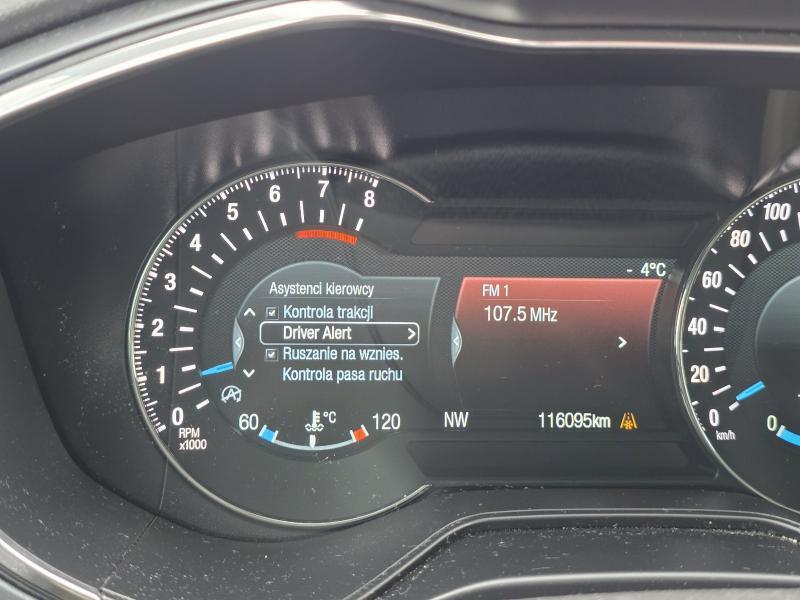 0
1
2
3
4
5
6
7
8
RPM
x1000
Asystenci kierowcy
Kontrola trakcji
Driver Alert
Ruszanie na wznies.
Kontrola pasa ruchu
60 °C 120
- 4°C
FM 1
107.5 MHz
NW 116095km
0
20
40
60
80
100
km/h
0